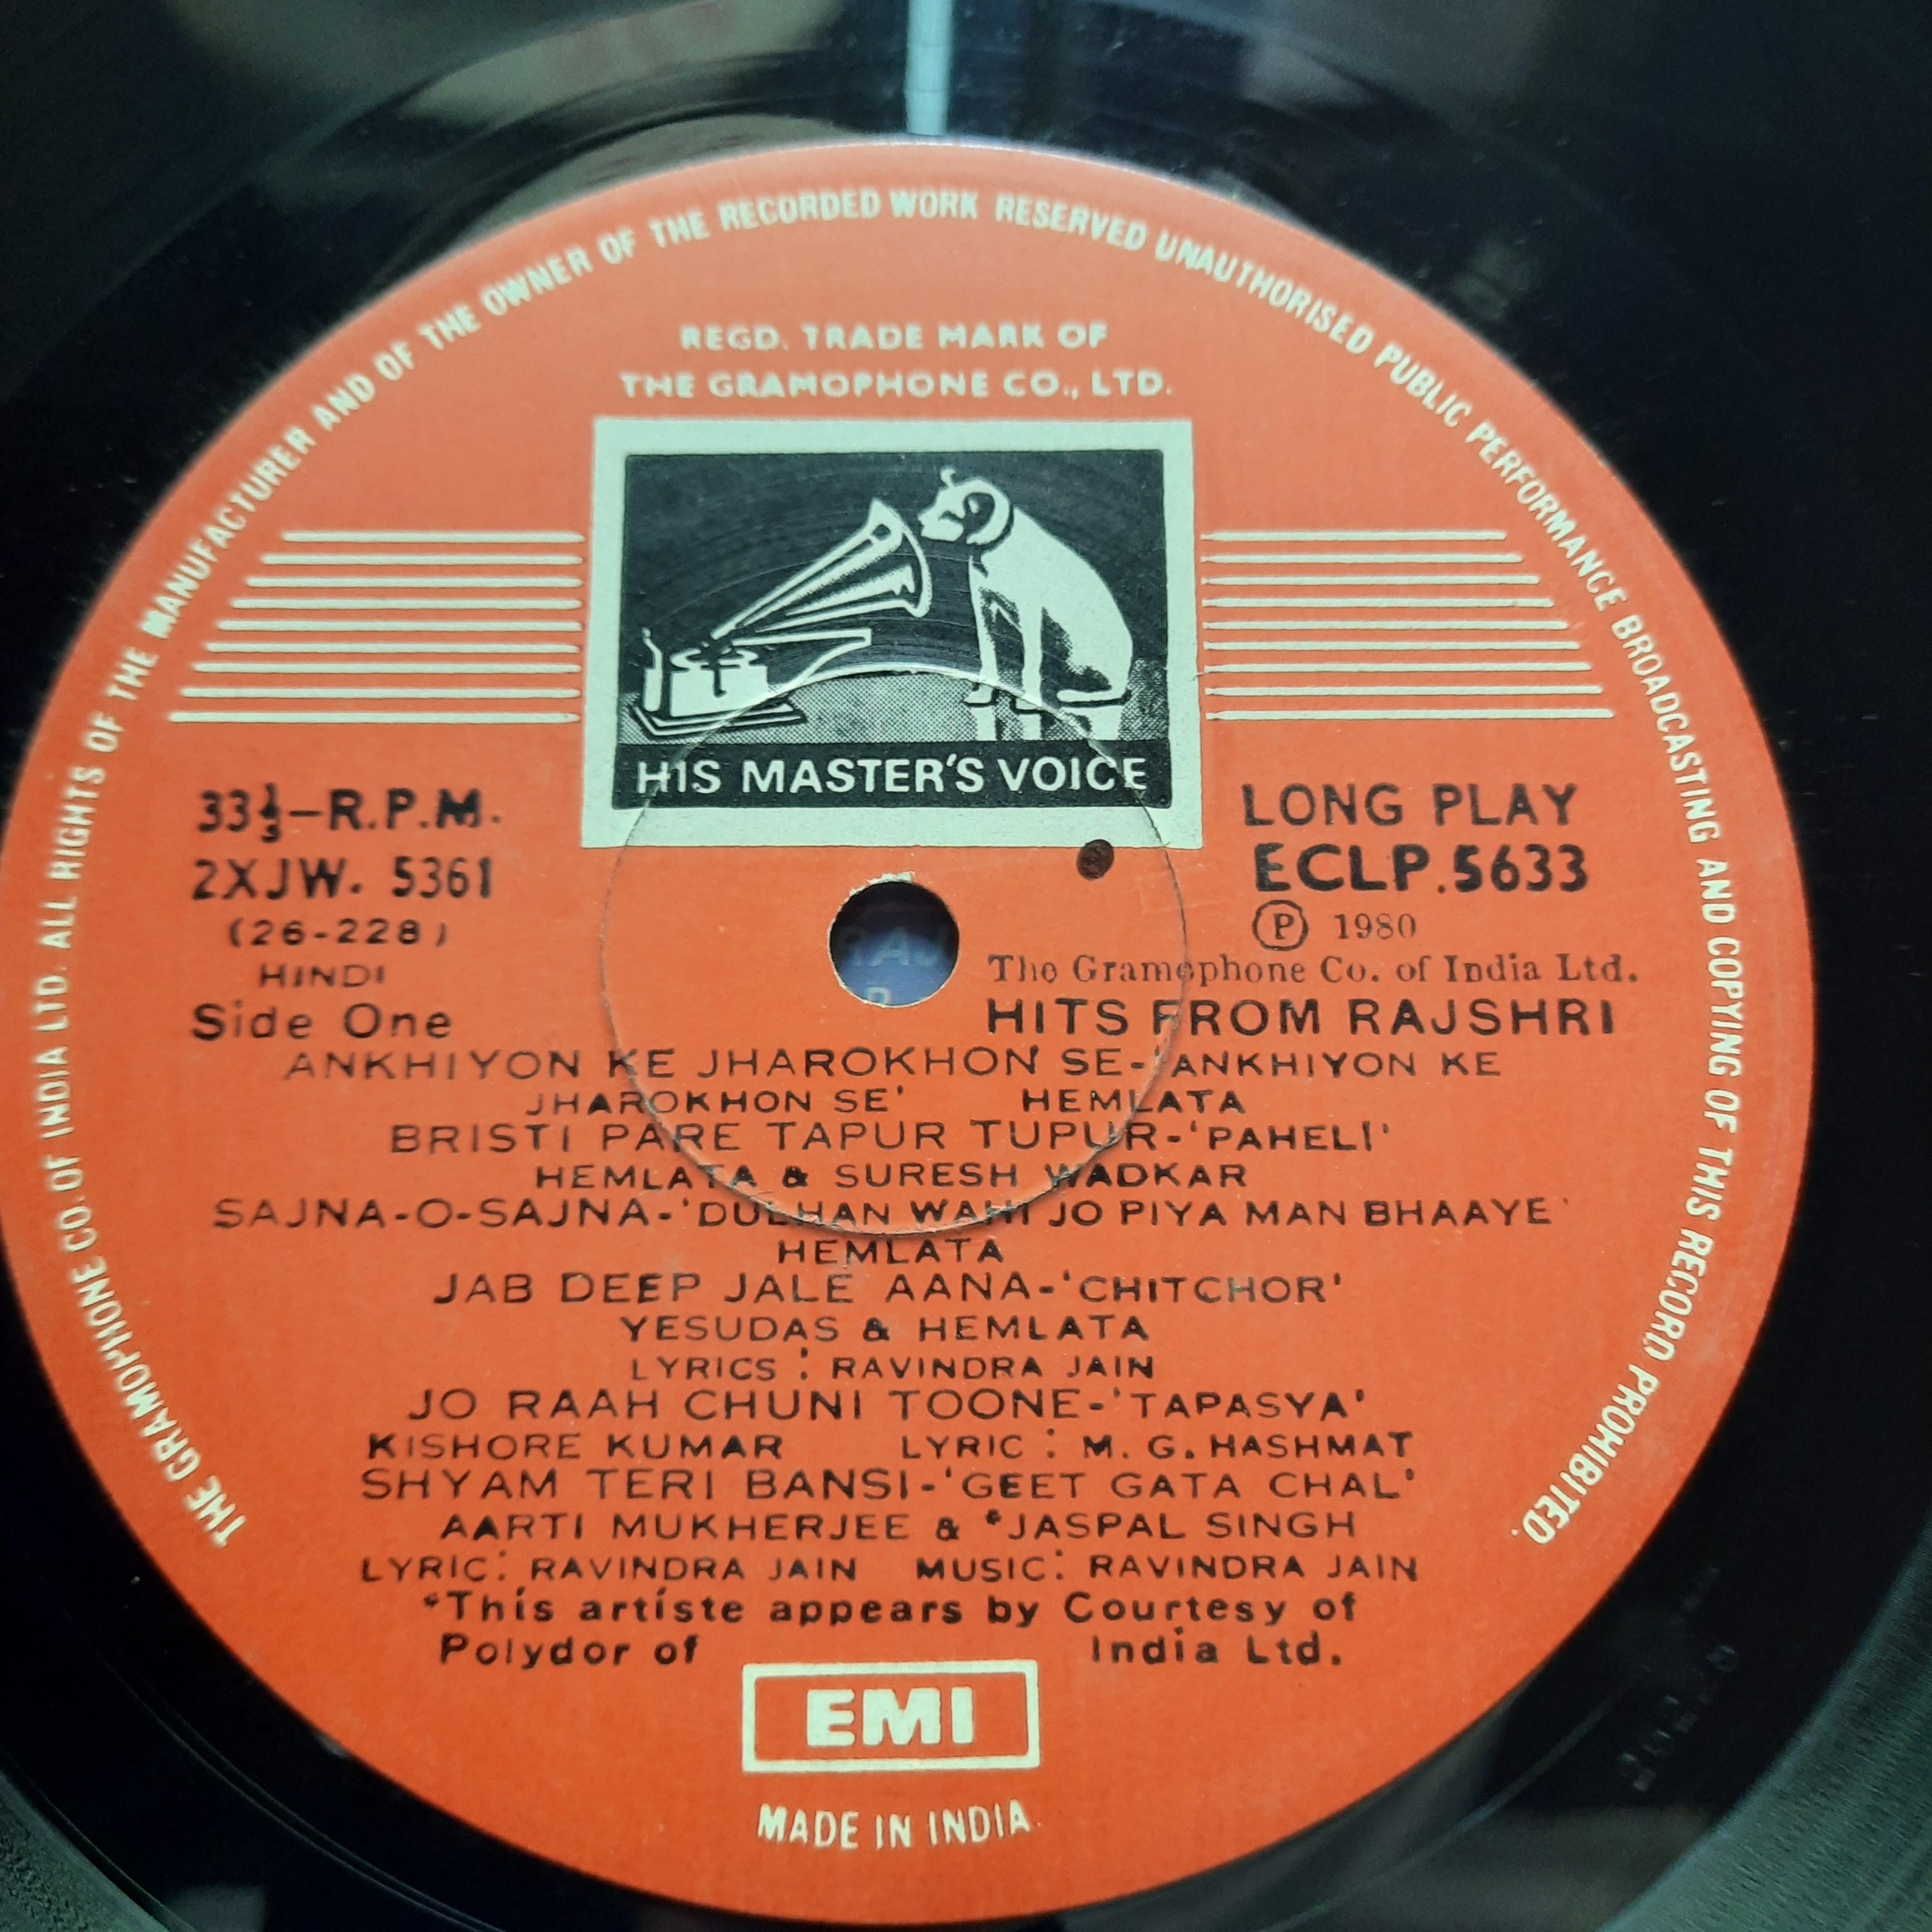 THE GRAMOPHONE CO. OF INDIA LTD. ALL RIGHTS OF THE MANUFACTURER AND OF THE OWNER OF THE RECORDED WORK RESERVED UNAUTHORISED PUBLIC PERFORMANCE BROADCASTING AND COPYING OF THIS RECORD PROHIBITED.
REGD. TRADE MARK OF
THE GRAMOPHONE CO., LTD.
HIS MASTER'S VOICE
33⅓-R.P.M.
2XJW. 5361
(26-228)
HINDI
Side One
LONG PLAY
ECLP.5633
Ⓟ 1980
The Gramophone Co. of India Ltd.
HITS FROM RAJSHRI
ANKHIYON KE JHAROKHON SE-'ANKHIYON KE
JHAROKHON SE' HEMLATA
BRISTI PARE TAPUR TUPUR-'PAHELI'
HEMLATA & SURESH WADKAR
SAJNA-O-SAJNA-'DULHAN WAHI JO PIYA MAN BHAAYE'
HEMLATA
JAB DEEP JALE AANA-'CHITCHOR'
YESUDAS & HEMLATA
LYRICS : RAVINDRA JAIN
JO RAAH CHUNI TOONE-'TAPASYA'
KISHORE KUMAR LYRIC : M. G. HASHMAT
SHYAM TERI BANSI-'GEET GATA CHAL'
AARTI MUKHERJEE & *JASPAL SINGH
LYRIC: RAVINDRA JAIN MUSIC: RAVINDRA JAIN
*This artiste appears by Courtesy of
Polydor of India Ltd.
EMI
MADE IN INDIA